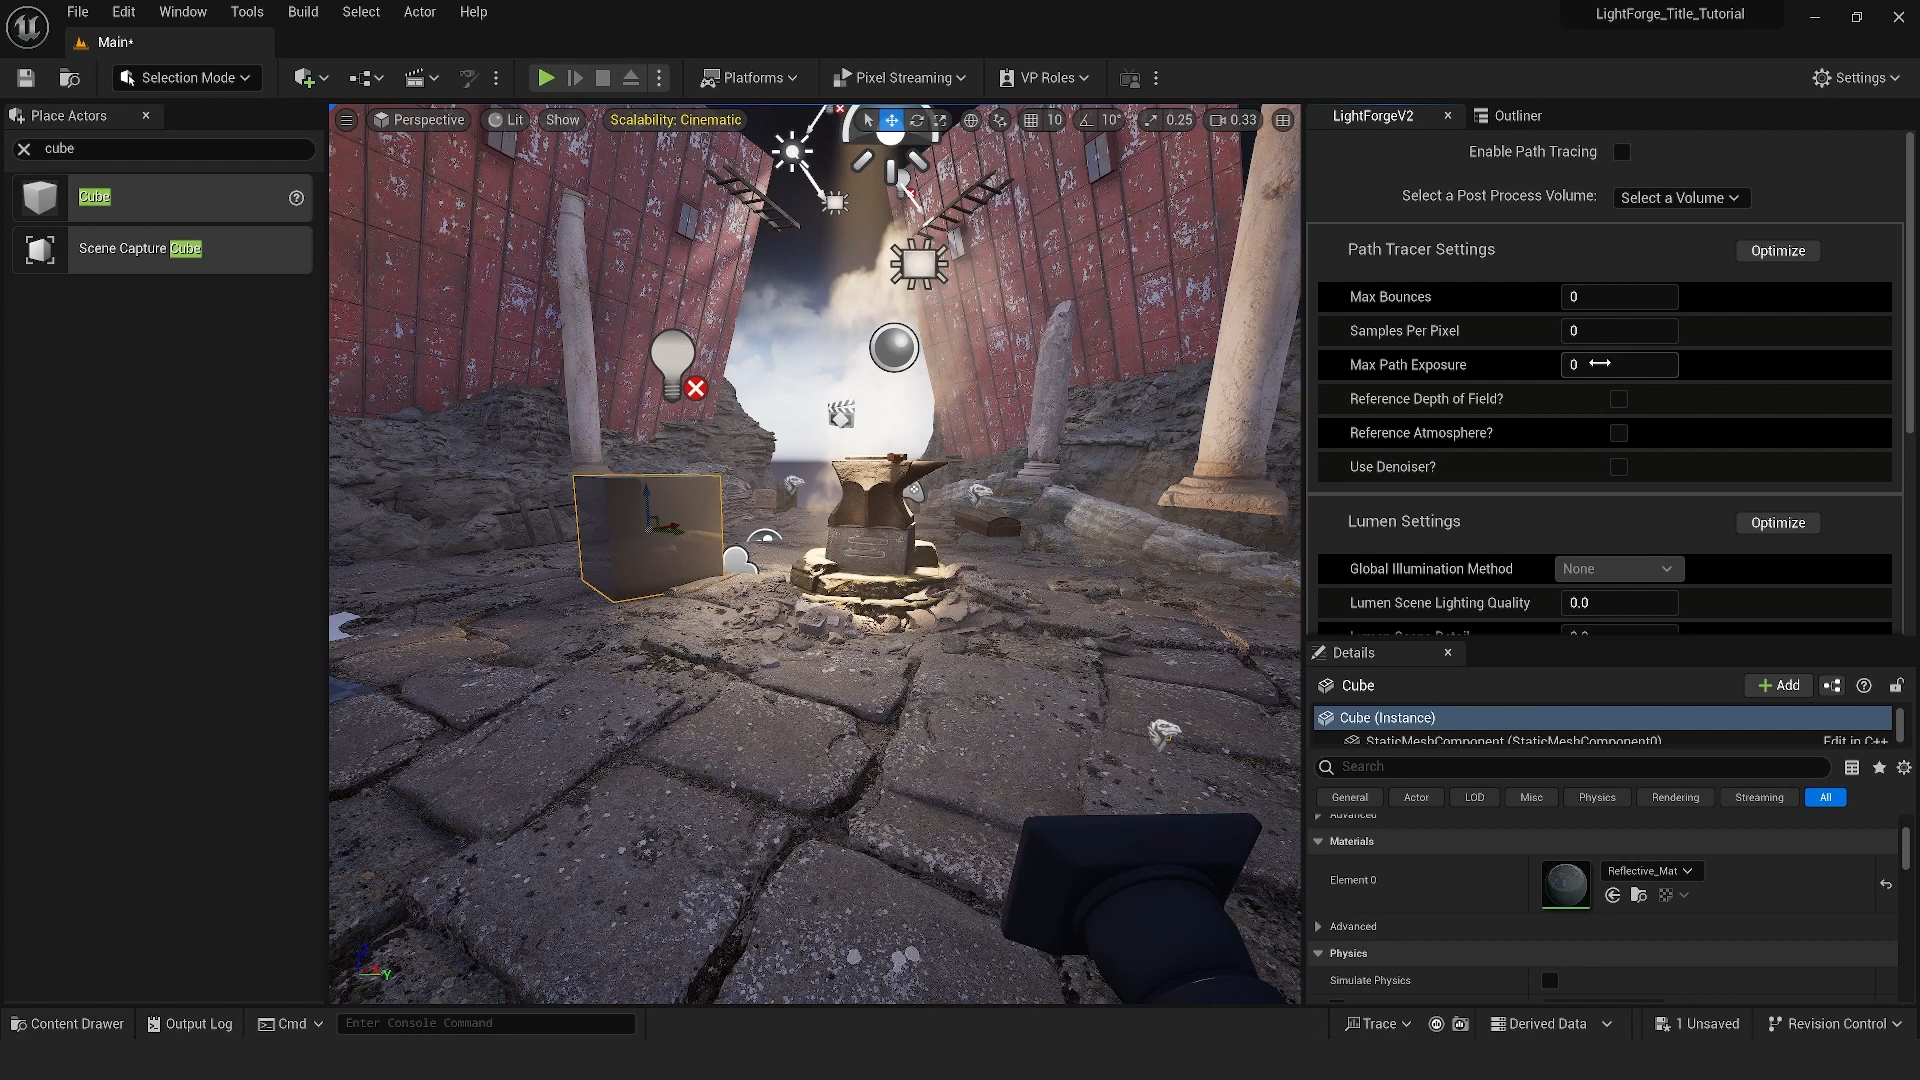 File Edit Window Tools Build Select Actor Help
LightForge_Title_Tutorial
Main*
Selection Mode
Platforms
Pixel Streaming
VP Roles
Settings
Place Actors
cube
Cube
Scene Capture Cube
Perspective Lit Show Scalability: Cinematic 10 10° 0.25 0.33
LightForgeV2
Outliner
Enable Path Tracing
Select a Post Process Volume: Select a Volume
Path Tracer Settings Optimize
Max Bounces 0
Samples Per Pixel 0
Max Path Exposure 0
Reference Depth of Field?
Reference Atmosphere?
Use Denoiser?
Lumen Settings Optimize
Global Illumination Method None
Lumen Scene Lighting Quality 0.0
Lumen Scene Detail 0.0
Details
Cube Add
Cube (Instance)
StaticMeshComponent (StaticMeshComponent0) Edit in C++
Search
General Actor LOD Misc Physics Rendering Streaming All
Advanced
Materials
Element 0 Reflective_Mat
Advanced
Physics
Simulate Physics
Y
Content Drawer Output Log Cmd Enter Console Command Trace Derived Data 1 Unsaved Revision Control